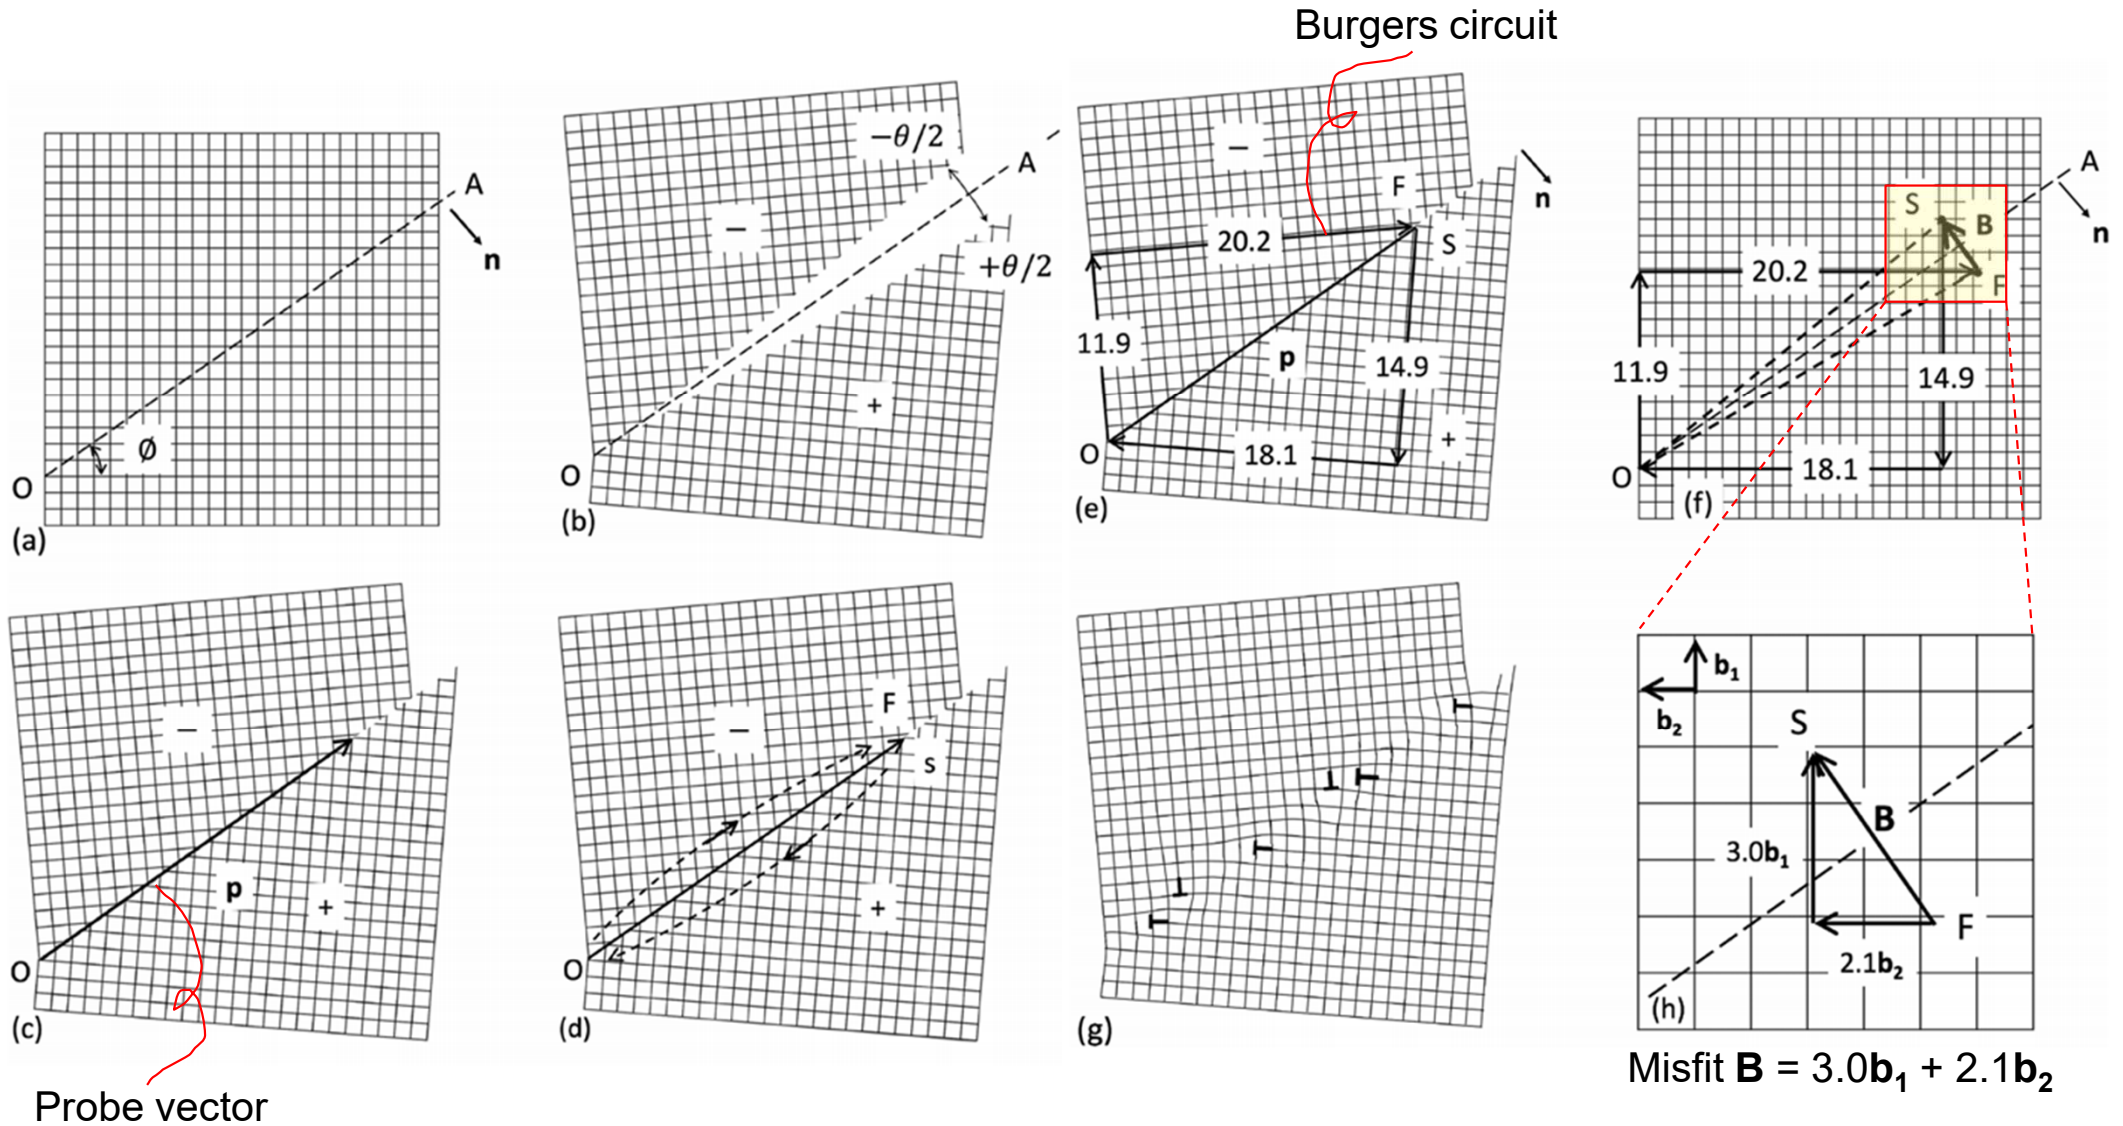 Burgers circuit
Ø
A
n
O
(a)
−θ/2
A
−
+θ/2
+
O
(b)
−
F
n
20.2
S
11.9
p
14.9
O
18.1
+
(e)
A
S
B
n
20.2
F
11.9
14.9
O
18.1
(f)
−
p
+
O
(c)
Probe vector
−
F
s
+
O
(d)
(g)
b1
b2
S
B
3.0b1
F
2.1b2
(h)
Misfit B = 3.0b1 + 2.1b2